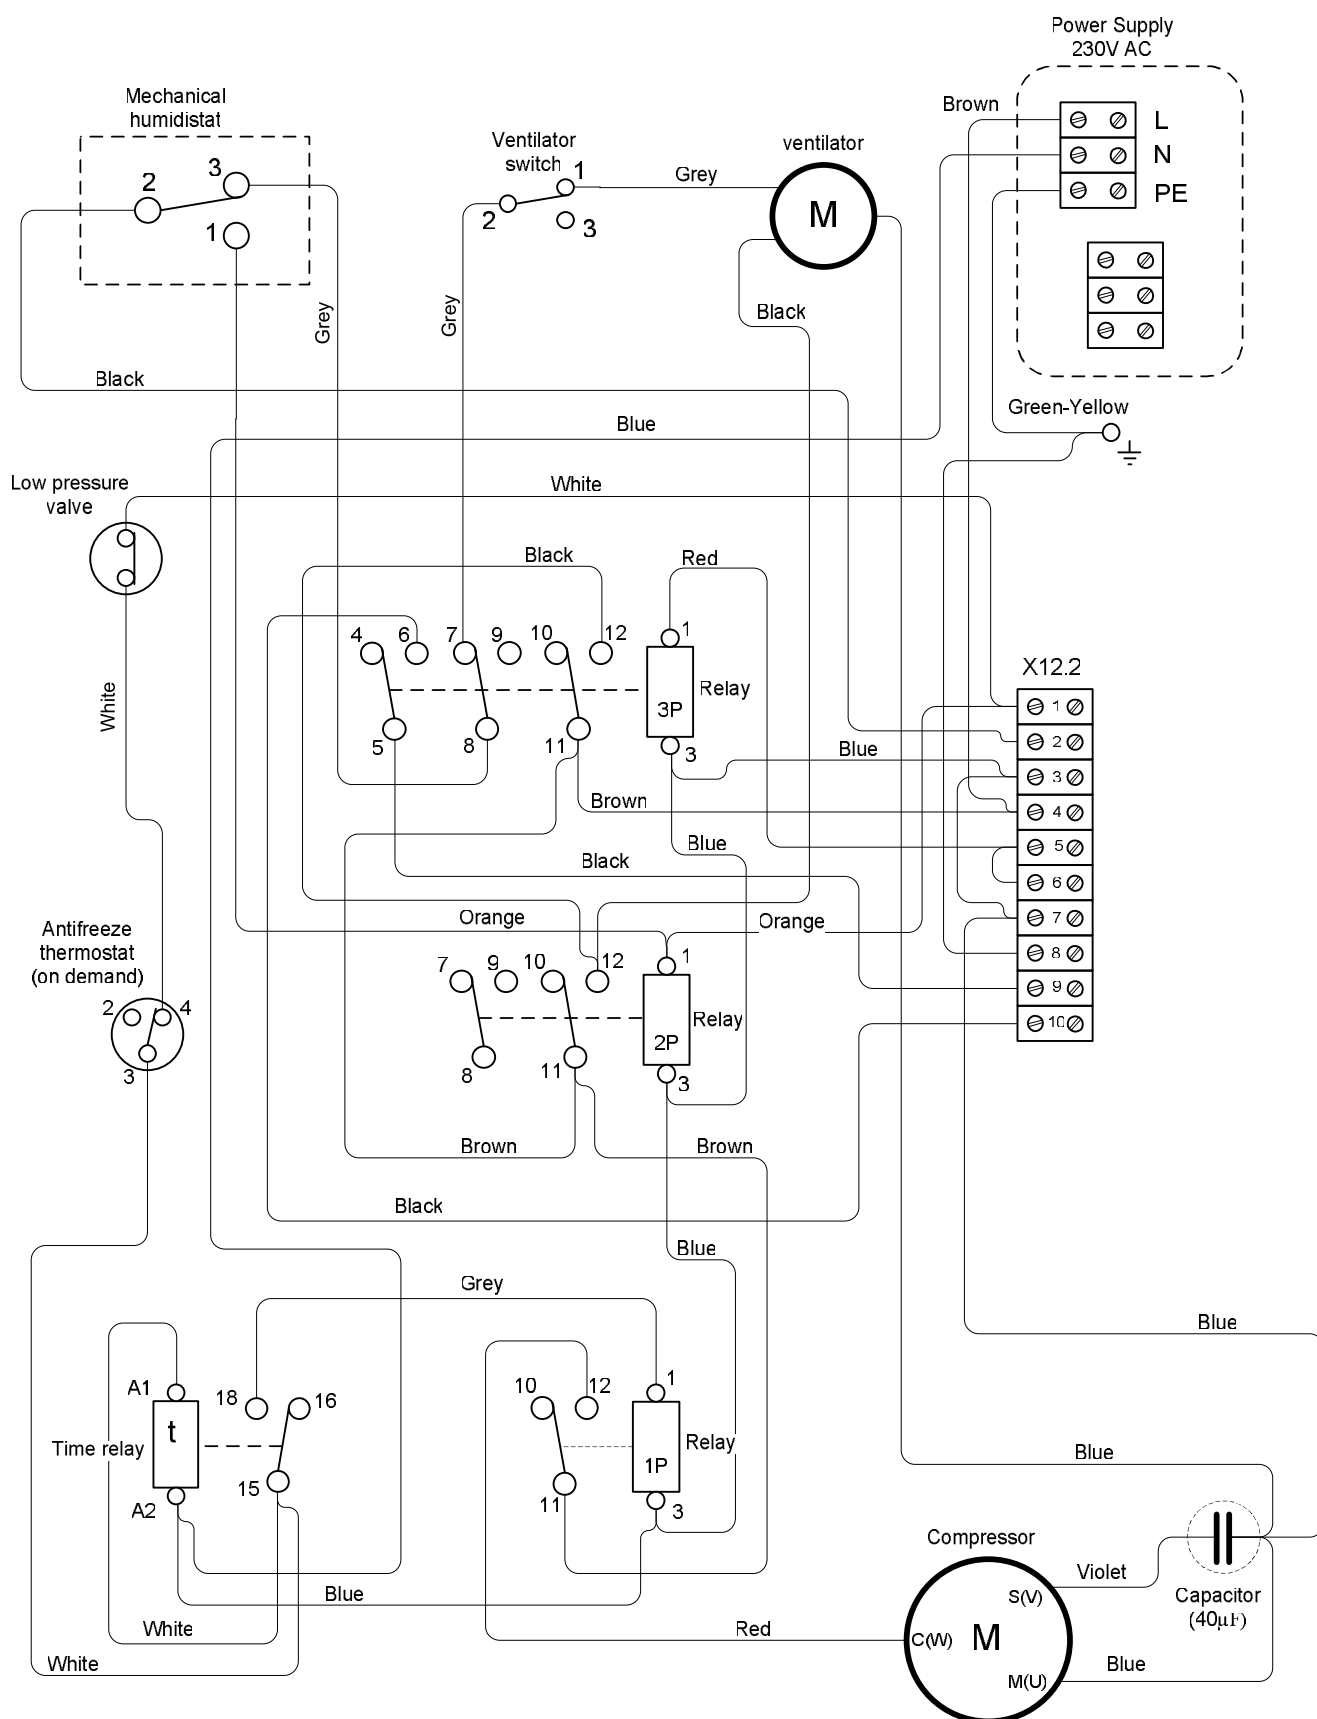 Power Supply
230V AC
Brown
L
N
PE
Mechanical
humidistat
3
2
1
Ventilator
switch
1
2
3
Grey
ventilator
M
Grey
Grey
Black
Black
Green-Yellow
Blue
Low pressure
valve
White
Black
Red
4
6
7
9
10
12
1
Relay
3P
X12.2
White
5
8
11
3
Blue
1
2
3
4
5
6
7
8
9
10
Brown
Blue
Black
Orange
Orange
Antifreeze
thermostat
(on demand)
2
4
3
7
9
10
12
1
Relay
2P
8
11
3
Brown
Brown
Black
Blue
Grey
Blue
A1
18
16
t
Time relay
15
A2
10
12
1
Relay
1P
11
3
Blue
Compressor
Violet
S(V)
Capacitor
(40µF)
Blue
White
Red
C(W)
M
M(U)
Blue
White